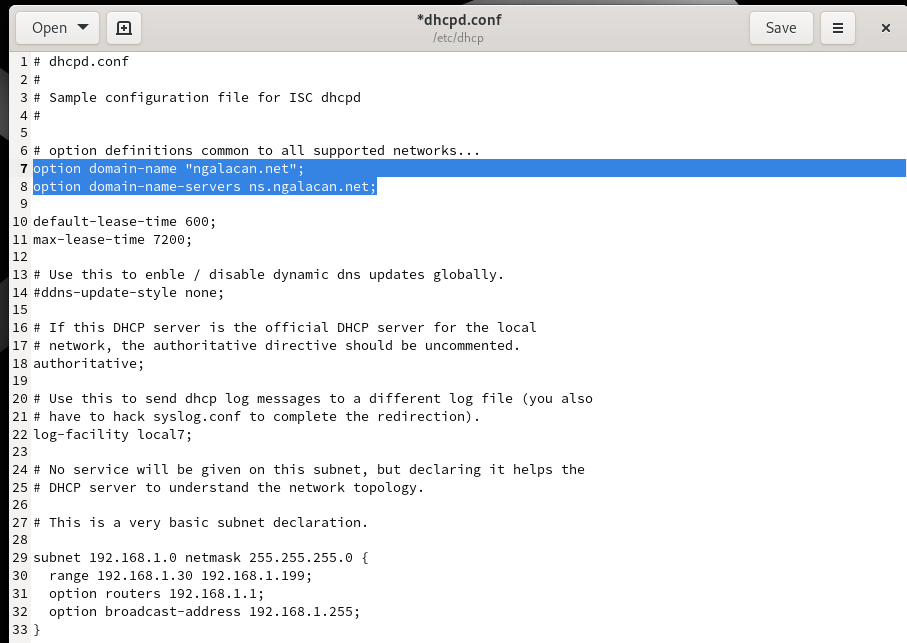 Open
*dhcpd.conf
/etc/dhcp
Save
1 # dhcpd.conf
2 #
3 # Sample configuration file for ISC dhcpd
4 #
5
6 # option definitions common to all supported networks...
7 option domain-name "ngalacan.net";
8 option domain-name-servers ns.ngalacan.net;
9
10 default-lease-time 600;
11 max-lease-time 7200;
12
13 # Use this to enble / disable dynamic dns updates globally.
14 #ddns-update-style none;
15
16 # If this DHCP server is the official DHCP server for the local
17 # network, the authoritative directive should be uncommented.
18 authoritative;
19
20 # Use this to send dhcp log messages to a different log file (you also
21 # have to hack syslog.conf to complete the redirection).
22 log-facility local7;
23
24 # No service will be given on this subnet, but declaring it helps the
25 # DHCP server to understand the network topology.
26
27 # This is a very basic subnet declaration.
28
29 subnet 192.168.1.0 netmask 255.255.255.0 {
30   range 192.168.1.30 192.168.1.199;
31   option routers 192.168.1.1;
32   option broadcast-address 192.168.1.255;
33 }